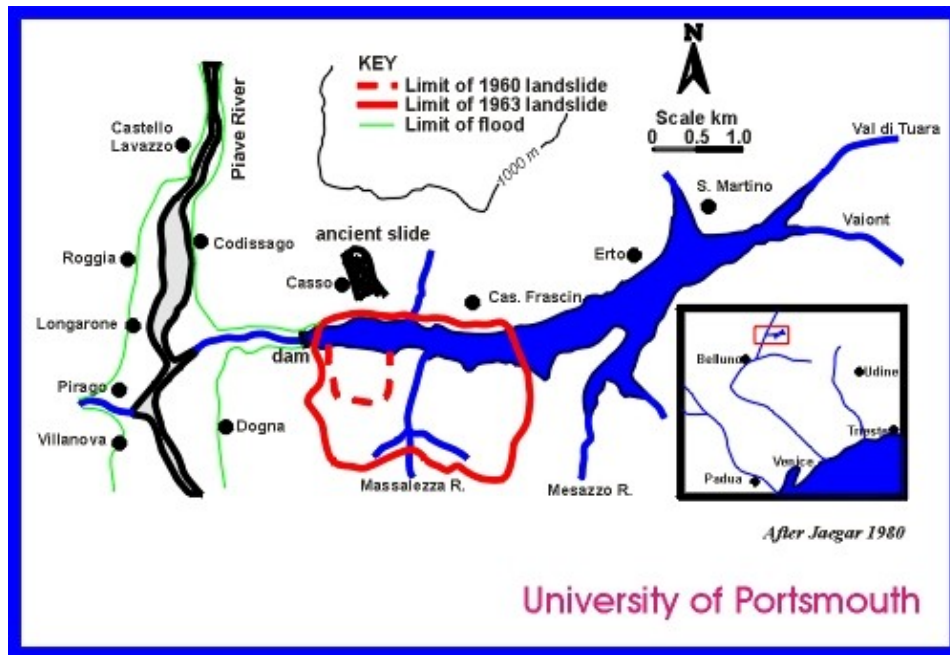 KEY
Limit of 1960 landslide
Limit of 1963 landslide
Limit of flood
N
Scale km
0 0.5 1.0
Castello
Lavazzo
Piave River
1000 m
Val di Tuara
S. Martino
Vaiont
ancient slide
Codissago
Roggia
Erto
Casso
Cas. Frascin
Longarone
dam
Pirago
Villanova
Dogna
Massalezza R.
Mesazzo R.
Belluno
Udine
Trieste
Venice
Padua
After Jaegar 1980
University of Portsmouth